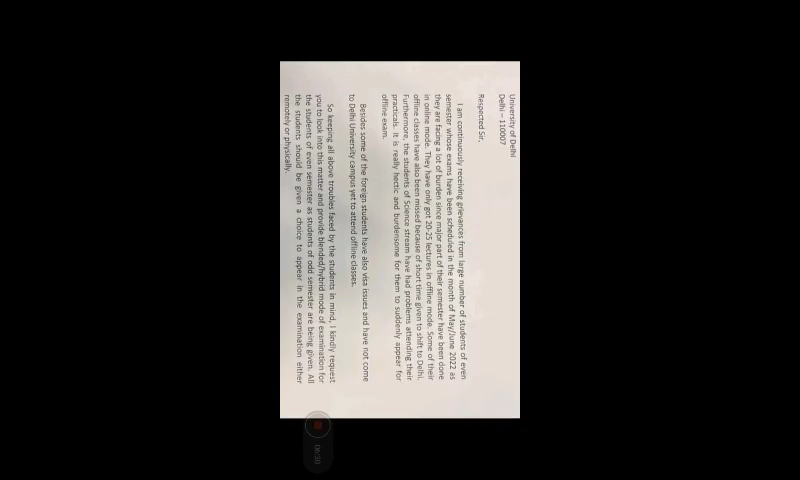 University of Delhi
Delhi – 110007
Respected Sir,
I am continuously receiving grievances from large number of students of even
semester whose exams have been scheduled in the month of May/June 2022 as
they are facing a lot of burden since major part of their semester have been done
in online mode. They have only got 20-25 lectures in offline mode. Some of their
offline classes have also been missed because of short time given to shift to Delhi.
Furthermore, the students of Science stream have had problems attending their
practicals. It is really hectic and burdensome for them to suddenly appear for
offline exam.
Besides some of the foreign students have also visa issues and have not come
to Delhi University campus yet to attend offline classes.
So keeping all above troubles faced by the students in mind, I kindly request
you to look into this matter and provide blended/hybrid mode of examination for
the students of even semester as students of odd semester are being given. All
the students should be given a choice to appear in the examination either
remotely or physically.